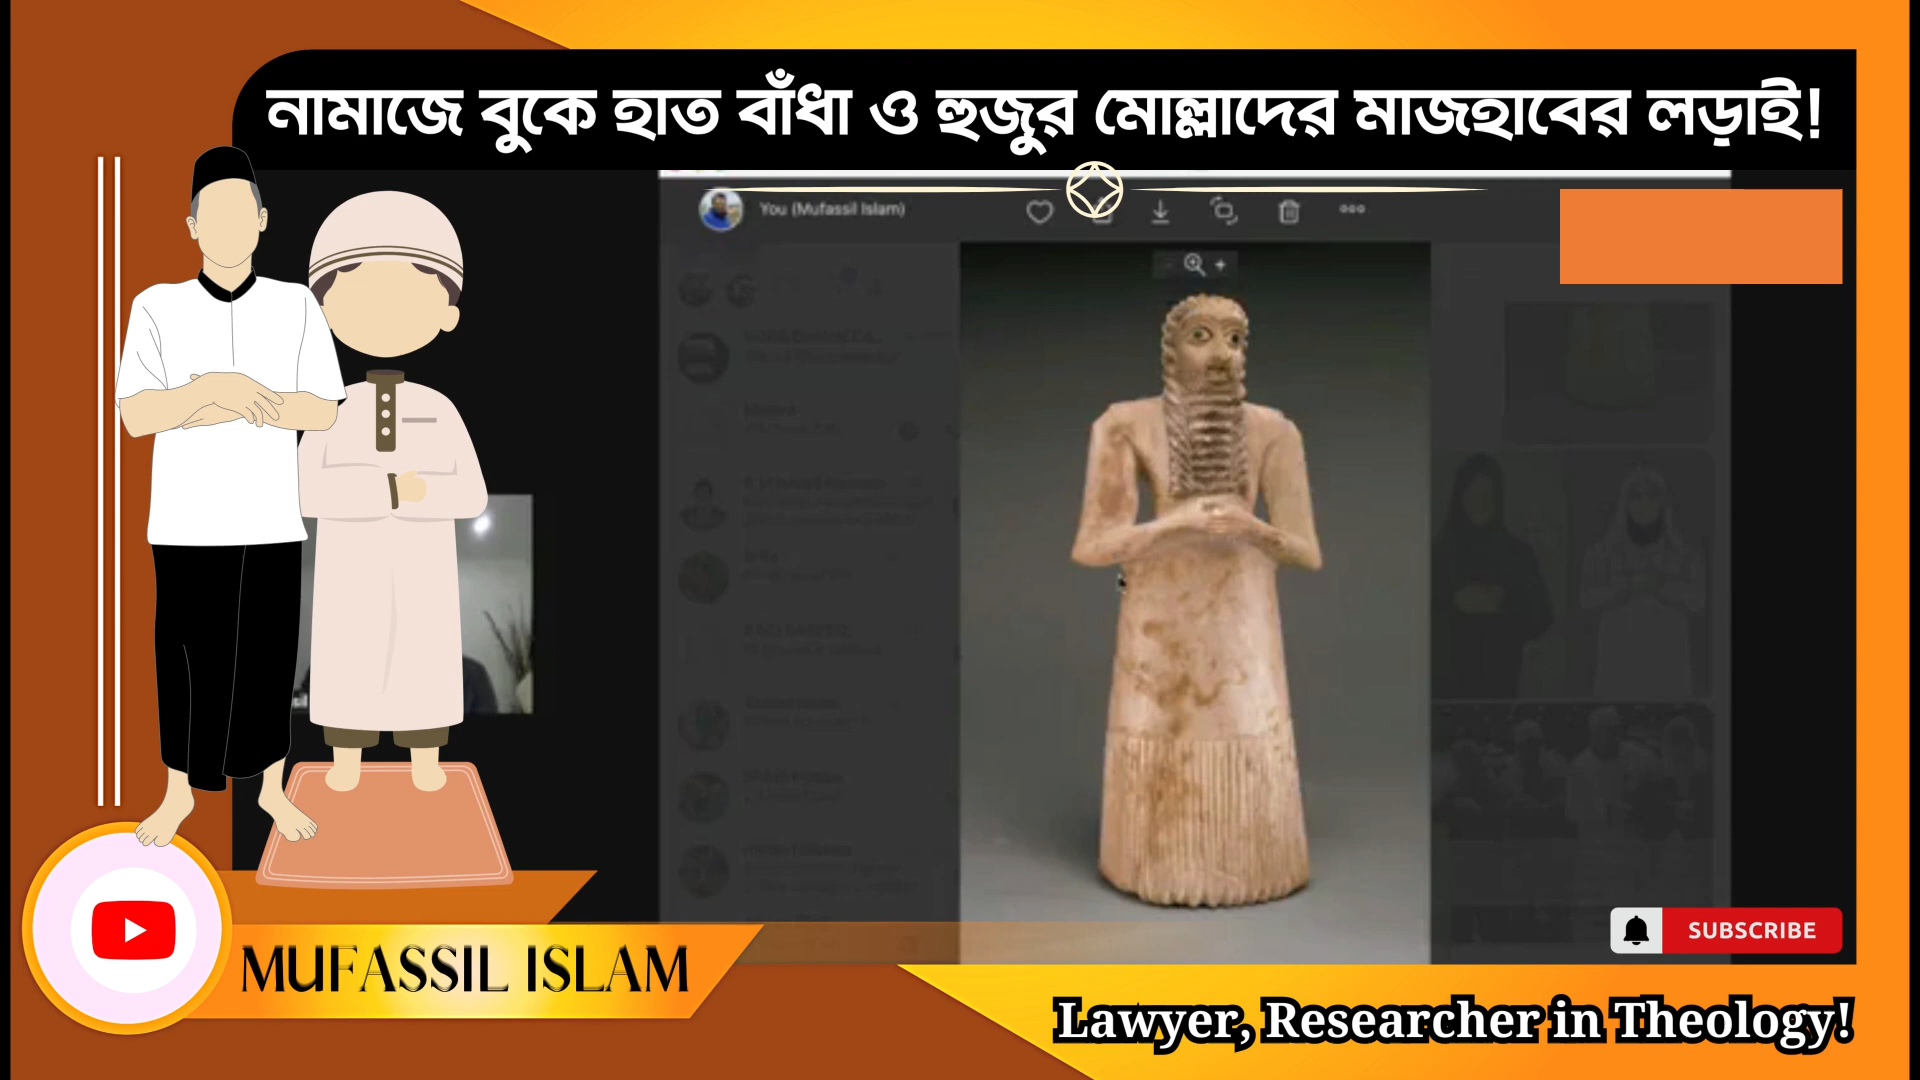 নামাজে বুকে হাত বাঁধা ও হুজুর মোল্লাদের মাজহাবের লড়াই!
You (Mufassil Islam)
SUBSCRIBE
MUFASSIL ISLAM
Lawyer, Researcher in Theology!